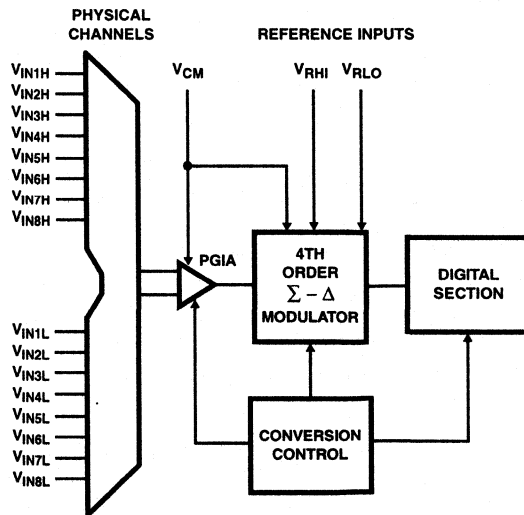 PHYSICAL
CHANNELS
REFERENCE INPUTS
VIN1H
VIN2H
VIN3H
VIN4H
VIN5H
VIN6H
VIN7H
VIN8H
VCM
VRHI
VRLO
PGIA
4TH
ORDER
Σ – Δ
MODULATOR
DIGITAL
SECTION
VIN1L
VIN2L
VIN3L
VIN4L
VIN5L
VIN6L
VIN7L
VIN8L
CONVERSION
CONTROL